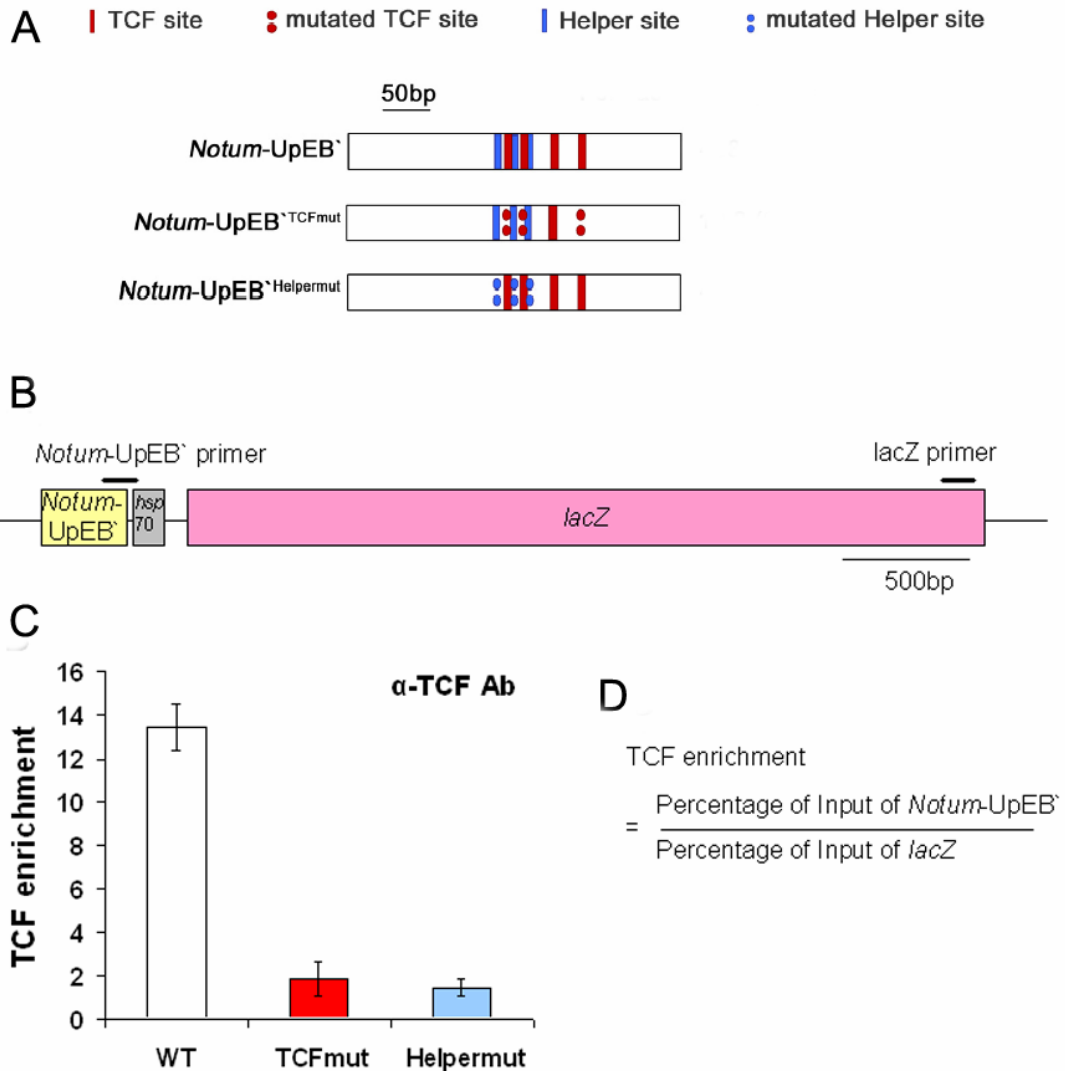 A
TCF site
mutated TCF site
Helper site
mutated Helper site
50bp
Notum-UpEB`
Notum-UpEB`TCFmut
Notum-UpEB`Helpermut
B
Notum-UpEB` primer
lacZ primer
Notum-
UpEB`
hsp
70
lacZ
500bp
C
TCF enrichment
16
14
12
10
8
6
4
2
0
α-TCF Ab
WT
TCFmut
Helpermut
D
TCF enrichment
=
Percentage of Input of Notum-UpEB`
Percentage of Input of lacZ